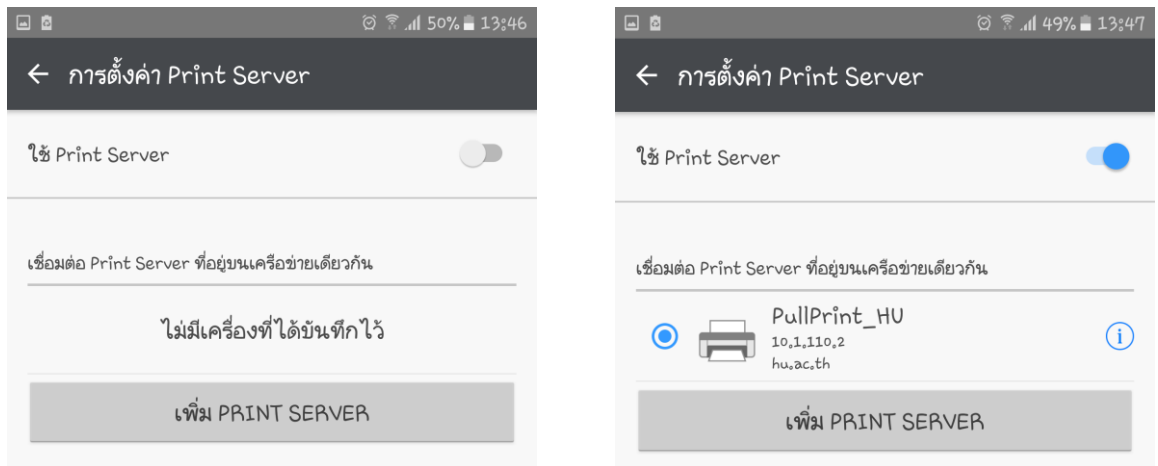 50% 13:46
การตั้งค่า Print Server
ใช้ Print Server
เชื่อมต่อ Print Server ที่อยู่บนเครือข่ายเดียวกัน
ไม่มีเครื่องที่ได้บันทึกไว้
เพิ่ม PRINT SERVER
49% 13:47
การตั้งค่า Print Server
ใช้ Print Server
เชื่อมต่อ Print Server ที่อยู่บนเครือข่ายเดียวกัน
PullPrint_HU
10.1.110.2
hu.ac.th
เพิ่ม PRINT SERVER